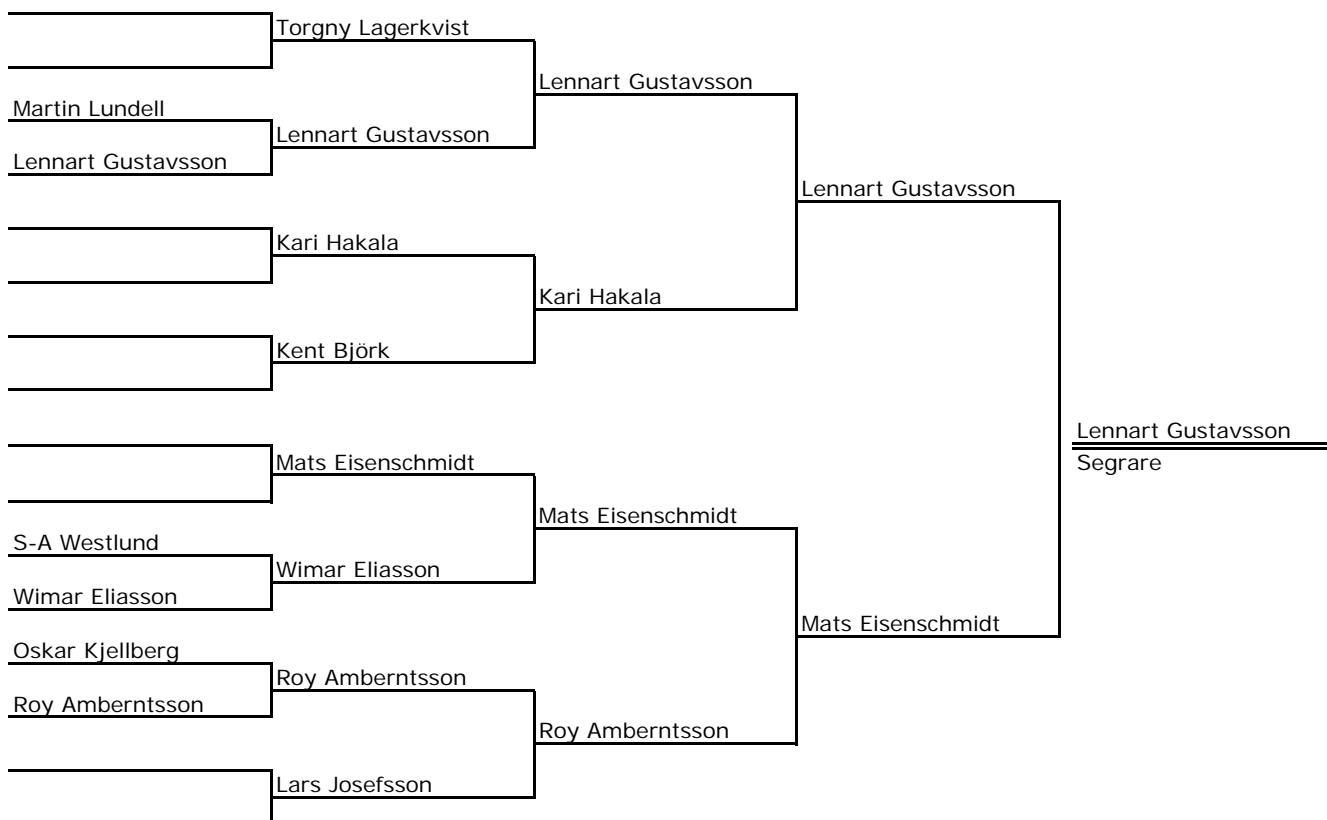 Torgny Lagerkvist
Lennart Gustavsson
Martin Lundell
Lennart Gustavsson
Lennart Gustavsson
Lennart Gustavsson
Kari Hakala
Kari Hakala
Kent Björk
Lennart Gustavsson
Segrare
Mats Eisenschmidt
Mats Eisenschmidt
S-A Westlund
Wimar Eliasson
Wimar Eliasson
Mats Eisenschmidt
Oskar Kjellberg
Roy Amberntsson
Roy Amberntsson
Roy Amberntsson
Lars Josefsson